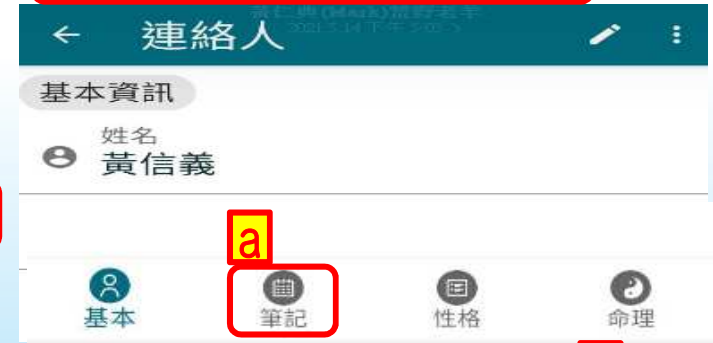 連絡人
基本資訊
姓名
黃信義
a
基本 筆記 性格 命理